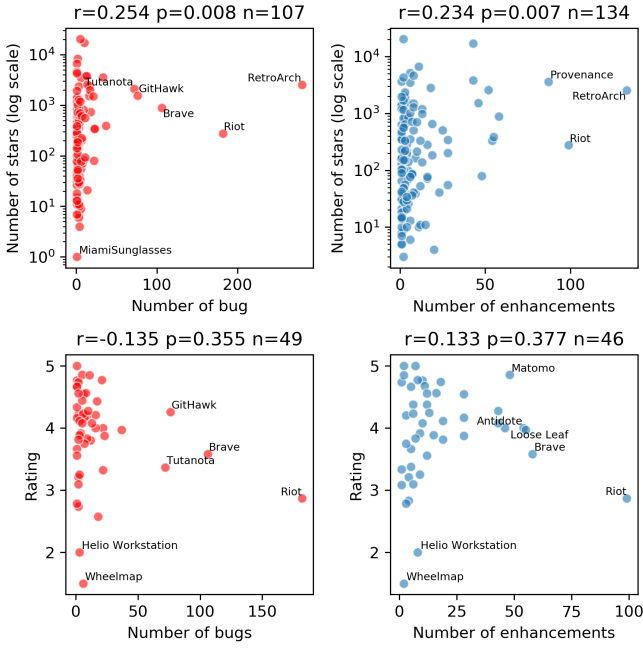 r=0.254 p=0.008 n=107
Number of stars (log scale)
10⁴
10³
10²
10¹
10⁰
Tutanota
GitHawk
RetroArch
Brave
Riot
MiamiSunglasses
0
100
200
Number of bug
r=0.234 p=0.007 n=134
Number of stars (log scale)
10⁴
10³
10²
10¹
Provenance
RetroArch
Riot
0
50
100
Number of enhancements
r=-0.135 p=0.355 n=49
Rating
5
4
3
2
GitHawk
Brave
Tutanota
Riot
Helio Workstation
Wheelmap
0
50
100
150
Number of bugs
r=0.133 p=0.377 n=46
Rating
5
4
3
2
Matomo
Antidote
Loose Leaf
Brave
Riot
Helio Workstation
Wheelmap
0
25
50
75
100
Number of enhancements